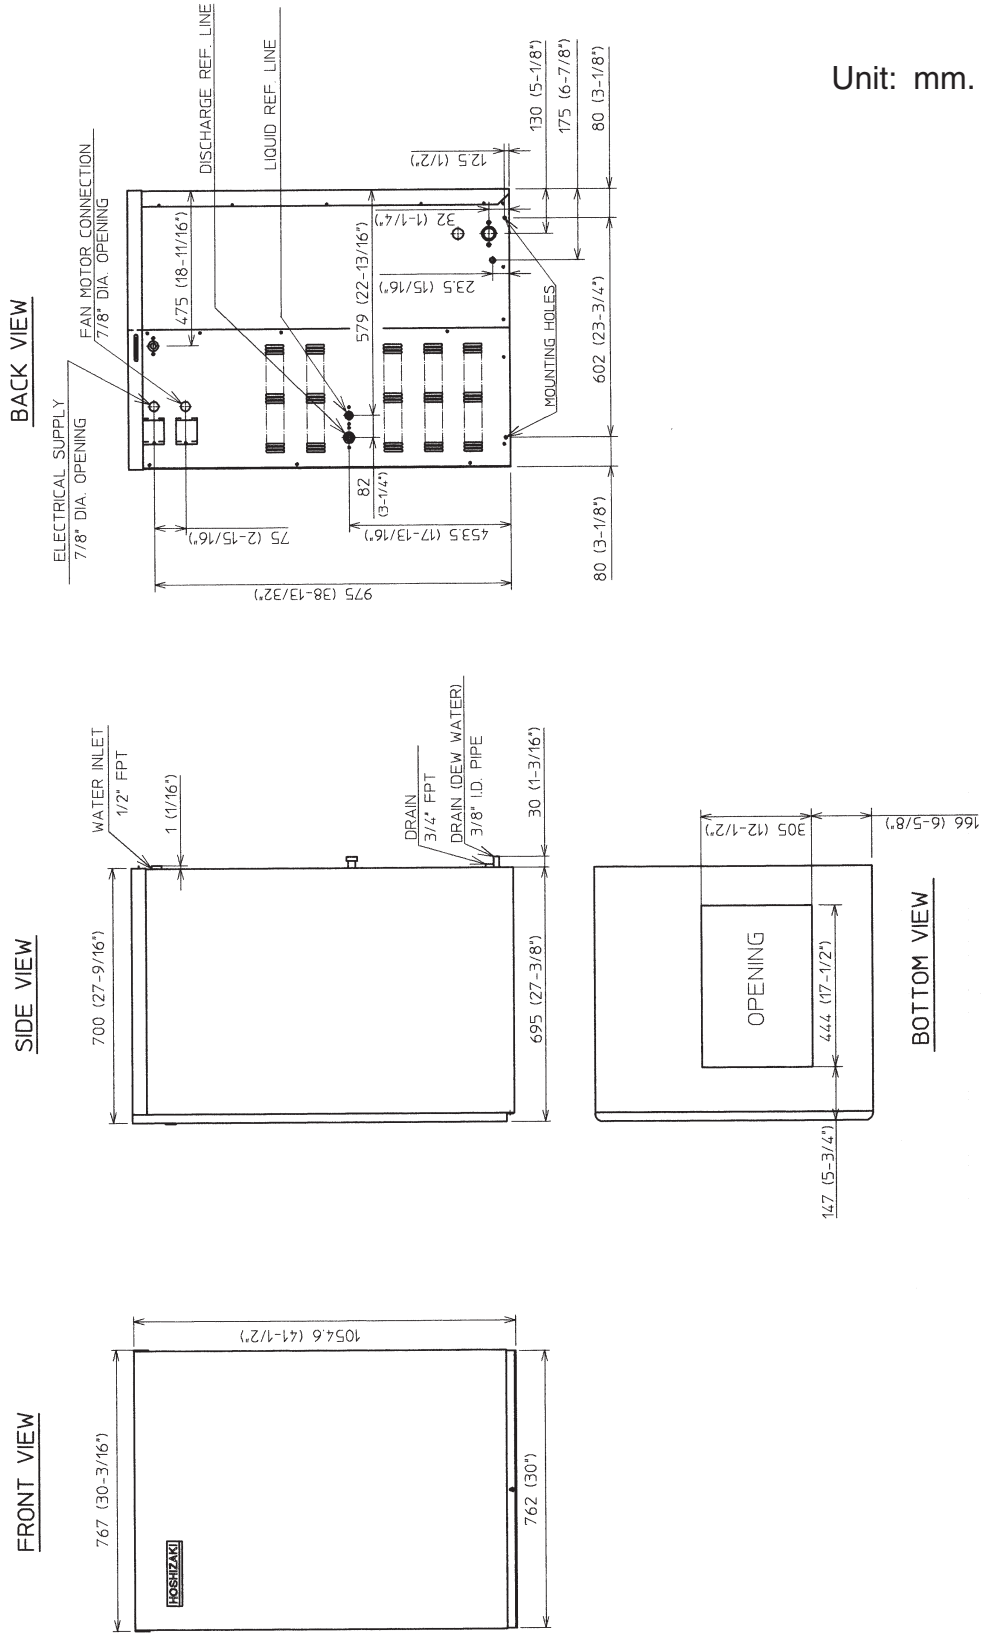 Unit: mm.
FRONT VIEW
767 (30-3/16")
HOSHIZAKI
1054.6 (41-1/2")
762 (30")
SIDE VIEW
700 (27-9/16")
WATER INLET
1/2" FPT
1 (1/16")
DRAIN
3/4" FPT
DRAIN (DEW WATER)
3/8" I.D. PIPE
30 (1-3/16")
695 (27-3/8")
BACK VIEW
ELECTRICAL SUPPLY
7/8" DIA. OPENING
FAN MOTOR CONNECTION
7/8" DIA. OPENING
DISCHARGE REF. LINE
LIQUID REF. LINE
475 (18-11/16")
579 (22-13/16")
82
(3-1/4")
75 (2-15/16")
453.5 (17-13/16")
975 (38-13/32")
12.5 (1/2")
32 (1-1/4")
23.5 (15/16")
130 (5-1/8")
175 (6-7/8")
80 (3-1/8")
602 (23-3/4")
80 (3-1/8")
MOUNTING HOLES
BOTTOM VIEW
OPENING
305 (12-1/2")
166 (6-5/8")
444 (17-1/2")
147 (5-3/4")